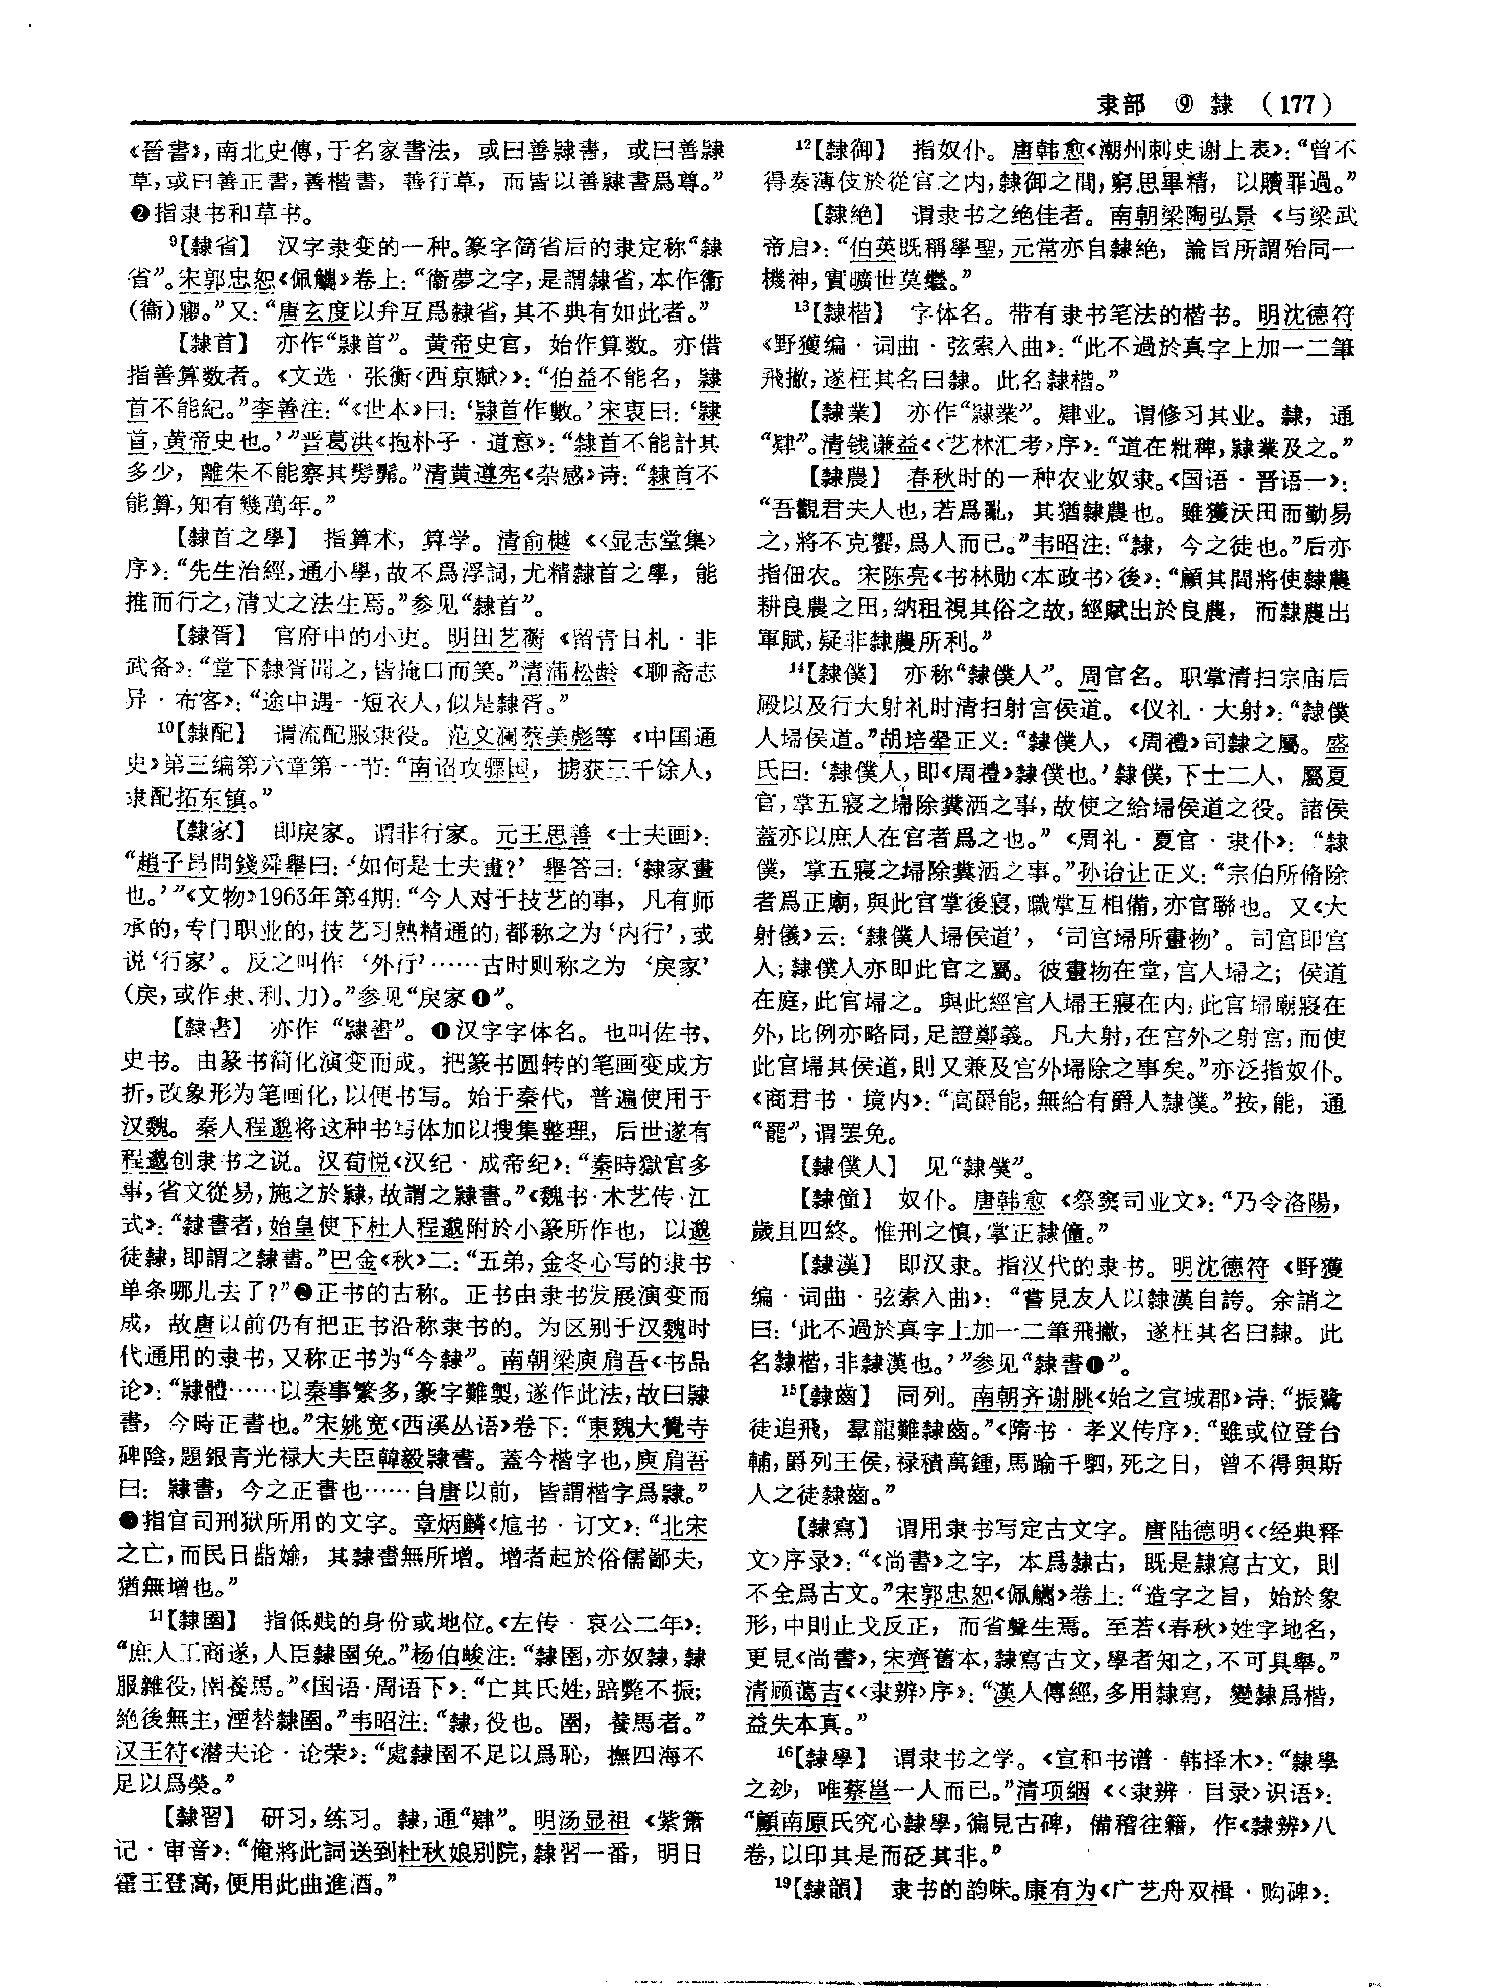 隶部 ⑨ 隸 (177)
《晉書》，南北史傳，于名家書法，或曰善隸書，或曰善隸
草，或曰善正書，善楷書，善行草，而皆以善隸書爲尊。”
❷指隶书和草书。
⁹【隸省】 汉字隶变的一种。篆字简省后的隶定称“隸
省”。宋郭忠恕《佩觿》卷上：“衞夢之字，是謂隸省，本作衞
(衞)𡪢。”又：“唐玄度以弁互爲隸省，其不典有如此者。”
【隸首】 亦作“隷首”。黄帝史官，始作算数。亦借
指善算数者。《文选·张衡〈西京赋〉》：“伯益不能名，隷
首不能紀。”李善注：“《世本》曰：‘隷首作數。’宋衷曰：‘隷
首，黄帝史也。’”晋葛洪《抱朴子·道意》：“隸首不能計其
多少，離朱不能察其髣髴。”清黄遵宪《杂感》诗：“隸首不
能算，知有幾萬年。”
【隸首之學】 指算术，算学。清俞樾《〈显志堂集〉
序》：“先生治經，通小學，故不爲浮詞，尤精隸首之學，能
推而行之，清丈之法生焉。”参见“隸首”。
【隸胥】 官府中的小吏。明田艺蘅《留青日札·非
武备》：“堂下隸胥聞之，皆掩口而笑。”清蒲松龄《聊斋志
异·布客》：“途中遇一短衣人，似是隸胥。”
¹⁰【隸配】 谓流配服隶役。范文澜蔡美彪等《中国通
史》第三编第六章第一节：“南诏攻骠国，掳获三千馀人，
隶配拓东镇。”
【隸家】 即戾家。谓非行家。元王思善《士夫画》：
“趙子昂問錢舜舉曰：‘如何是士夫畫？’舉答曰：‘隸家畫
也。’”《文物》1963年第4期：“今人对于技艺的事，凡有师
承的，专门职业的，技艺习熟精通的，都称之为‘内行’，或
说‘行家’。反之叫作‘外行’……古时则称之为‘戾家’
(戾，或作隶、利、力)。”参见“戾家❶”。
【隸書】 亦作“隷書”。❶汉字字体名。也叫佐书、
史书。由篆书简化演变而成。把篆书圆转的笔画变成方
折，改象形为笔画化，以便书写。始于秦代，普遍使用于
汉魏。秦人程邈将这种书写体加以搜集整理，后世遂有
程邈创隶书之说。汉荀悦《汉纪·成帝纪》：“秦時獄官多
事，省文從易，施之於隸，故謂之隸書。”《魏书·术艺传·江
式》：“隸書者，始皇使下杜人程邈附於小篆所作也，以邈
徒隸，即謂之隸書。”巴金《秋》二：“五弟，金冬心写的隶书
单条哪儿去了？”❷正书的古称。正书由隶书发展演变而
成，故唐以前仍有把正书沿称隶书的。为区别于汉魏时
代通用的隶书，又称正书为“今隸”。南朝梁庾肩吾《书品
论》：“隸體……以秦事繁多，篆字難製，遂作此法，故曰隸
書，今時正書也。”宋姚宽《西溪丛语》卷下：“東魏大覺寺
碑陰，題銀青光禄大夫臣韓毅隸書。蓋今楷字也，庾肩吾
曰：隸書，今之正書也……自唐以前，皆謂楷字爲隸。”
❸指官司刑狱所用的文字。章炳麟《訄书·订文》：“北宋
之亡，而民日呰媮，其隸書無所增。增者起於俗儒鄙夫，
猶無增也。”
¹¹【隸圉】 指低贱的身份或地位。《左传·哀公二年》：
“庶人工商遂，人臣隸圉免。”杨伯峻注：“隸圉，亦奴隸，隸
服雜役，圉養馬。”《国语·周语下》：“亡其氏姓，踣斃不振；
絶後無主，湮替隸圉。”韦昭注：“隸，役也。圉，養馬者。”
汉王符《潜夫论·论荣》：“處隸圉不足以爲恥，撫四海不
足以爲榮。”
【隸習】 研习，练习。隸，通“肄”。明汤显祖《紫箫
记·审音》：“俺將此詞送到杜秋娘别院，隸習一番，明日
霍王登高，便用此曲進酒。”
¹²【隸御】 指奴仆。唐韩愈《潮州刺史谢上表》：“曾不
得奏薄伎於從官之内，隸御之間，窮思畢精，以贖罪過。”
【隸絶】 谓隶书之绝佳者。南朝梁陶弘景《与梁武
帝启》：“伯英既稱學聖，元常亦自隸絶，論旨所謂殆同一
機神，實曠世莫繼。”
¹³【隸楷】 字体名。带有隶书笔法的楷书。明沈德符
《野獲编·词曲·弦索入曲》：“此不過於真字上加一二筆
飛撇，遂枉其名曰隸。此名隸楷。”
【隸業】 亦作“隷業”。肄业。谓修习其业。隸，通
“肄”。清钱谦益《〈艺林汇考〉序》：“道在粃稗，隸業及之。”
【隸農】 春秋时的一种农业奴隶。《国语·晋语一》：
“吾觀君夫人也，若爲亂，其猶隸農也。雖獲沃田而勤易
之，將不克饗，爲人而已。”韦昭注：“隸，今之徒也。”后亦
指佃农。宋陈亮《书林勋〈本政书〉後》：“顧其間將使隸農
耕良農之田，納租視其俗之故，經賦出於良農，而隸農出
軍賦，疑非隸農所利。”
¹⁴【隸僕】 亦称“隸僕人”。周官名。职掌清扫宗庙后
殿以及行大射礼时清扫射宫侯道。《仪礼·大射》：“隸僕
人埽侯道。”胡培翚正义：“隸僕人，《周禮》司隸之屬。盛
氏曰：‘隸僕人，即《周禮》隸僕也。’隸僕，下士二人，屬夏
官，掌五寢之埽除糞洒之事，故使之給埽侯道之役。諸侯
蓋亦以庶人在官者爲之也。”《周礼·夏官·隶仆》：“隸
僕，掌五寢之埽除糞洒之事。”孙诒让正义：“宗伯所脩除
者爲正廟，與此官掌後寢，職掌互相備，亦官聯也。又《大
射儀》云：‘隸僕人埽侯道’，‘司宫埽所畫物’。司宫即宫
人；隸僕人亦即此官之屬。彼畫物在堂，宫人埽之；侯道
在庭，此官埽之。與此經宫人埽王寢在内，此官埽廟寢在
外，比例亦略同，足證鄭義。凡大射，在宫外之射宫，而使
此官埽其侯道，則又兼及宫外埽除之事矣。”亦泛指奴仆。
《商君书·境内》：“高爵能，無給有爵人隸僕。”按，能，通
“罷”，谓罢免。
【隸僕人】 见“隸僕”。
【隸僮】 奴仆。唐韩愈《祭窦司业文》：“乃令洛陽，
歲且四終。惟刑之慎，掌正隸僮。”
【隸漢】 即汉隶。指汉代的隶书。明沈德符《野獲
编·词曲·弦索入曲》：“嘗見友人以隸漢自誇。余誚之
曰：‘此不過於真字上加一二筆飛撇，遂枉其名曰隸。此
名隸楷，非隸漢也。’”参见“隸書❶”。
¹⁵【隸齒】 同列。南朝齐谢朓《始之宣城郡》诗：“振鷺
徒追飛，羣龍難隸齒。”《隋书·孝义传序》：“雖或位登台
輔，爵列王侯，禄積萬鍾，馬踰千駟，死之日，曾不得與斯
人之徒隸齒。”
【隸寫】 谓用隶书写定古文字。唐陆德明《〈经典释
文〉序录》：“《尚書》之字，本爲隸古，既是隸寫古文，則
不全爲古文。”宋郭忠恕《佩觿》卷上：“造字之旨，始於象
形，中則止戈反正，而省聲生焉。至若《春秋》姓字地名，
更見《尚書》，宋齊舊本，隸寫古文，學者知之，不可具舉。”
清顾蔼吉《〈隶辨〉序》：“漢人傳經，多用隸寫，變隸爲楷，
益失本真。”
¹⁶【隸學】 谓隶书之学。《宣和书谱·韩择木》：“隸學
之玅，唯蔡邕一人而已。”清项絪《〈隶辨·目录〉识语》：
“顧南原氏究心隸學，徧見古碑，備稽往籍，作《隸辨》八
卷，以印其是而砭其非。”
¹⁹【隸韻】 隶书的韵味。康有为《广艺舟双楫·购碑》：